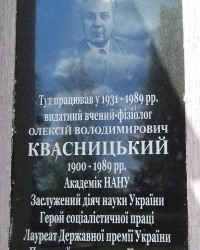 Тут працював у 1931 - 1989 рр.
видатний вчений-фізіолог
ОЛЕКСІЙ ВОЛОДИМИРОВИЧ
КВАСНИЦЬКИЙ
1900 - 1989 рр.
Академік НАНУ
Заслужений діяч науки України
Герой соціалістичної праці
Лауреат Державної премії України